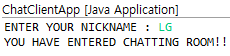 ChatClientApp [Java Application]
ENTER YOUR NICKNAME : LG
YOU HAVE ENTERED CHATTING ROOM!!